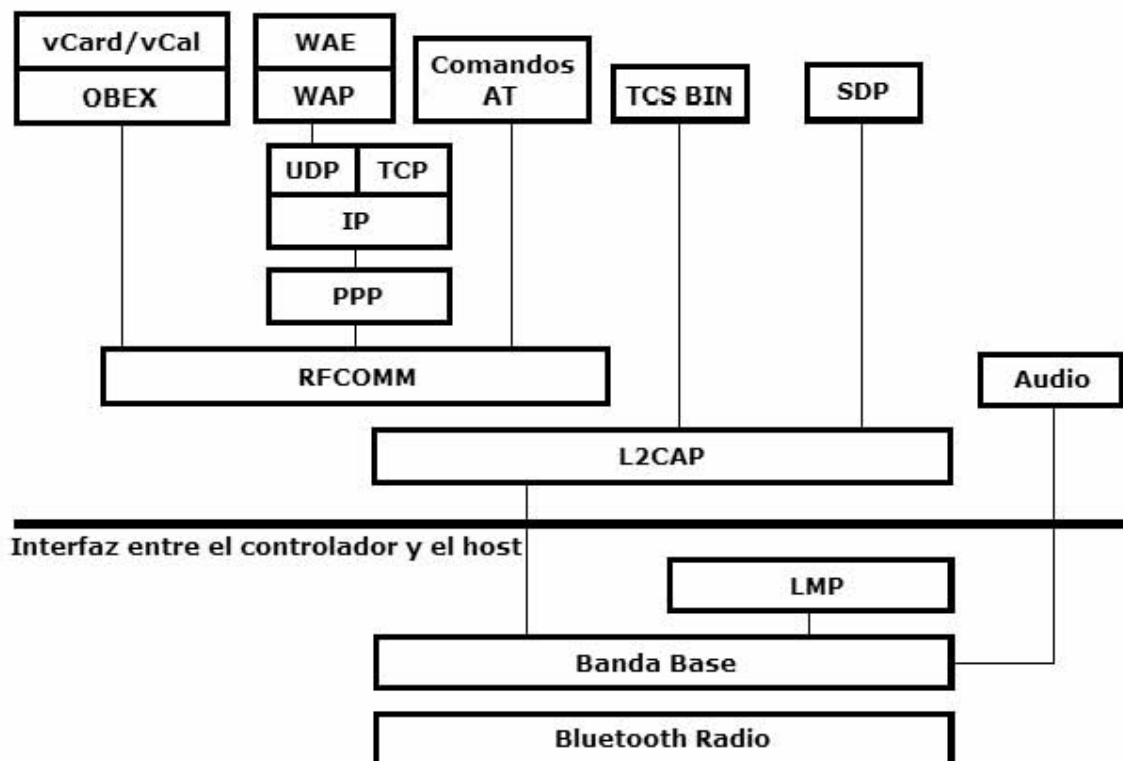 vCard/vCal
OBEX
WAE
WAP
Comandos
AT
TCS BIN
SDP
UDP
TCP
IP
PPP
RFCOMM
Audio
L2CAP
Interfaz entre el controlador y el host
LMP
Banda Base
Bluetooth Radio